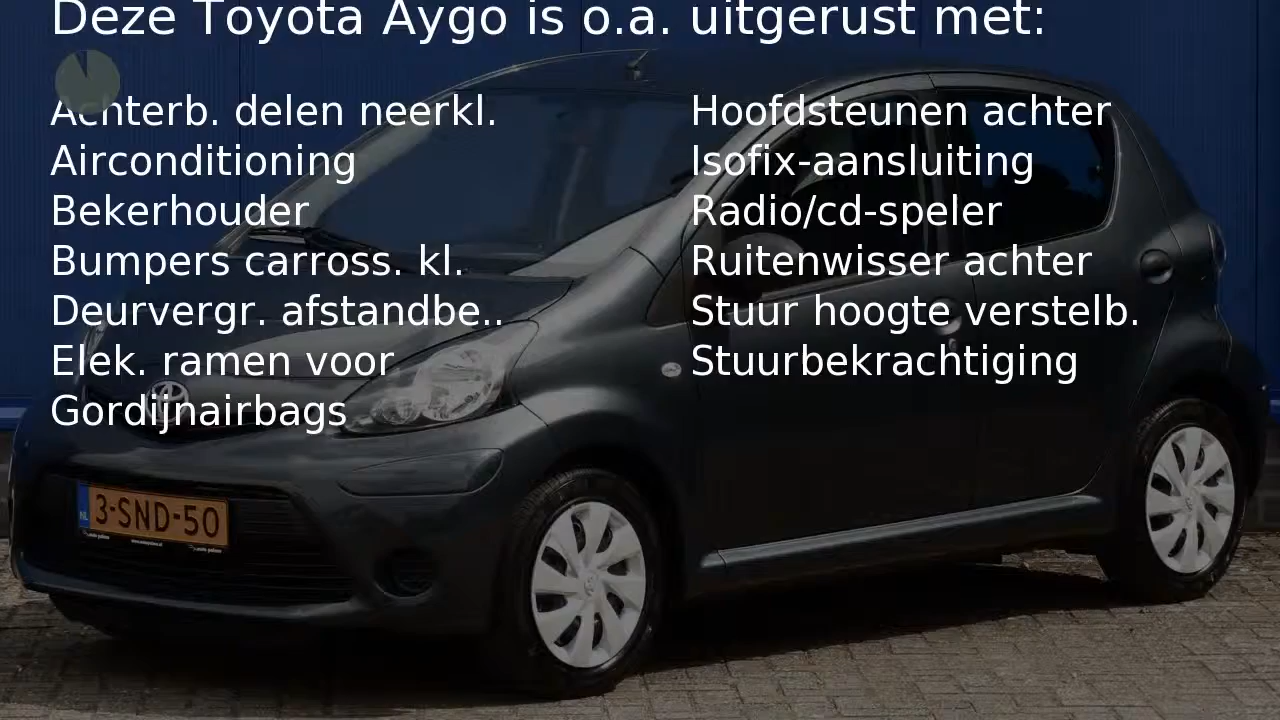 Deze Toyota Aygo is o.a. uitgerust met:
Achterb. delen neerkl.
Airconditioning
Bekerhouder
Bumpers carross. kl.
Deurvergr. afstandbe..
Elek. ramen voor
Gordijnairbags
Hoofdsteunen achter
Isofix-aansluiting
Radio/cd-speler
Ruitenwisser achter
Stuur hoogte verstelb.
Stuurbekrachtiging
NL
3-SND-50